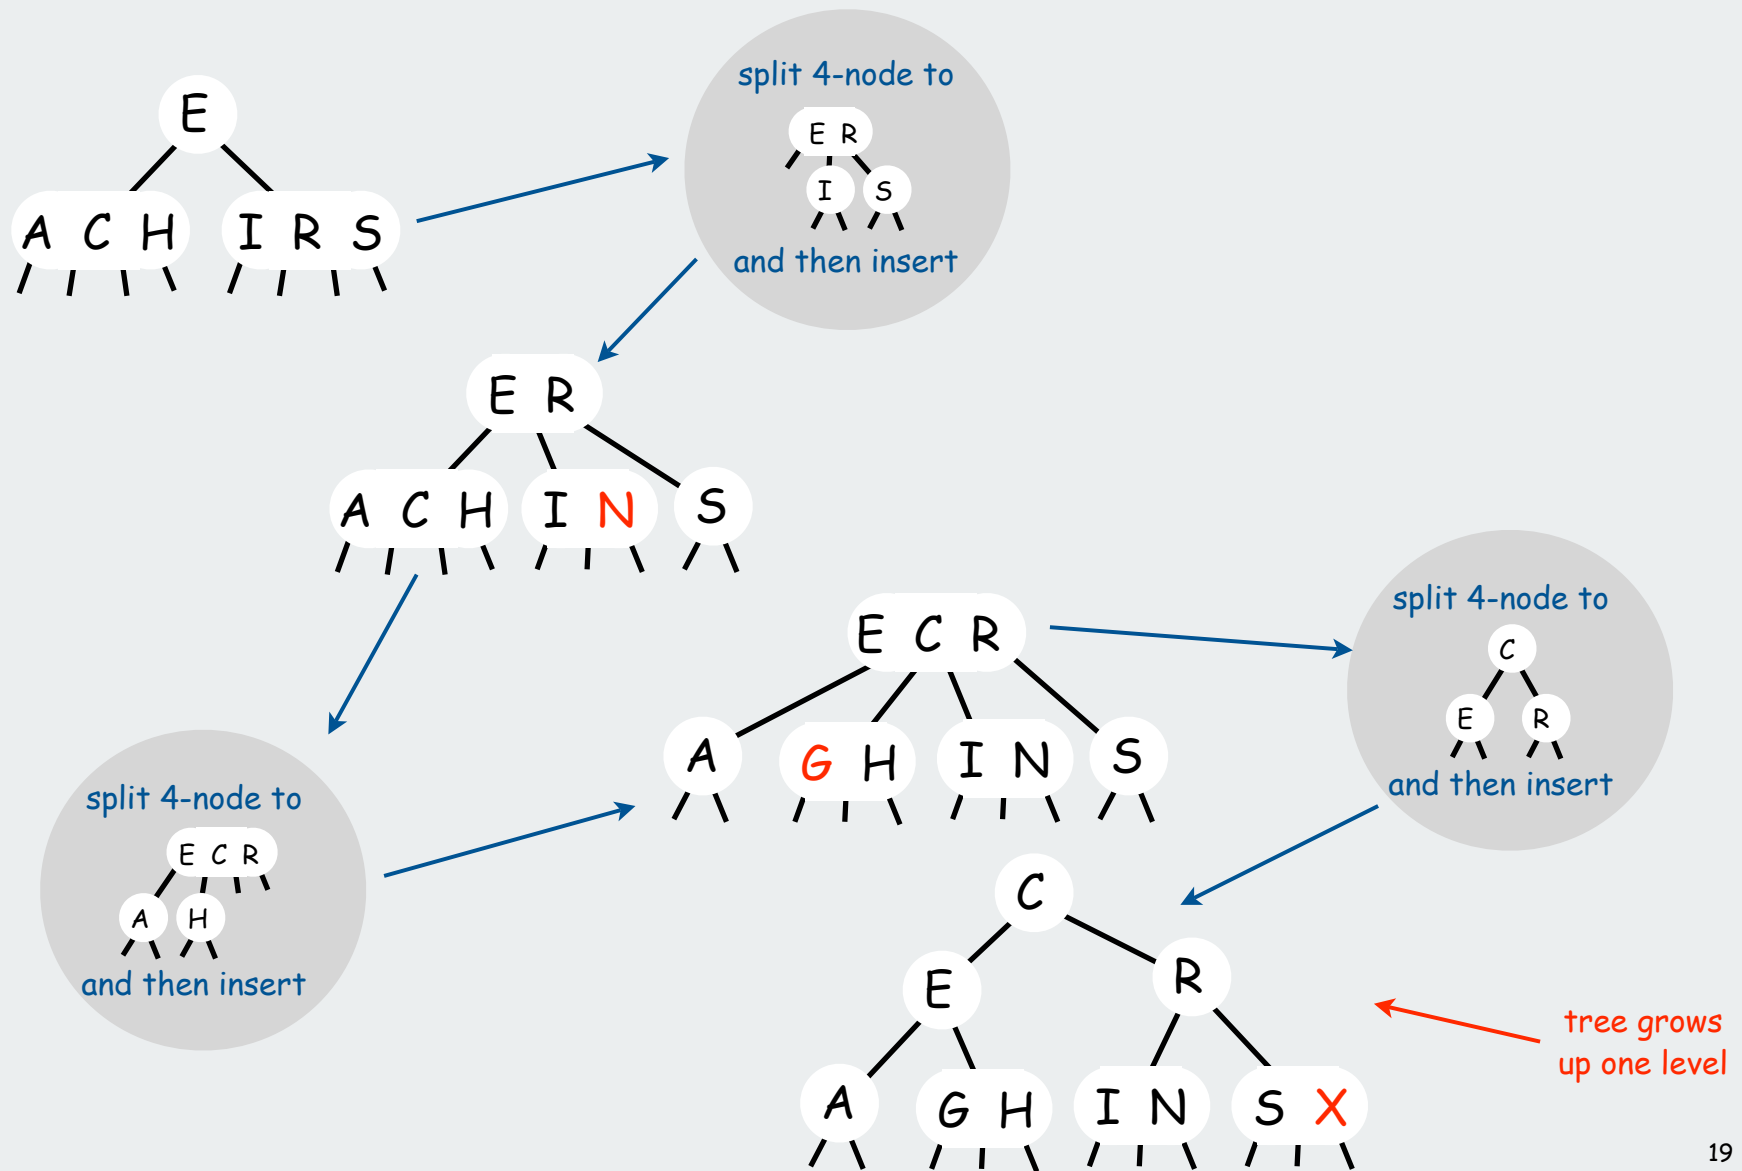 E
A C H
I R S
split 4-node to
E R
I
S
and then insert
E R
A C H
I N
S
split 4-node to
E C R
A
H
and then insert
E C R
A
G H
I N
S
split 4-node to
C
E
R
and then insert
C
E
R
A
G H
I N
S X
tree grows
up one level
19